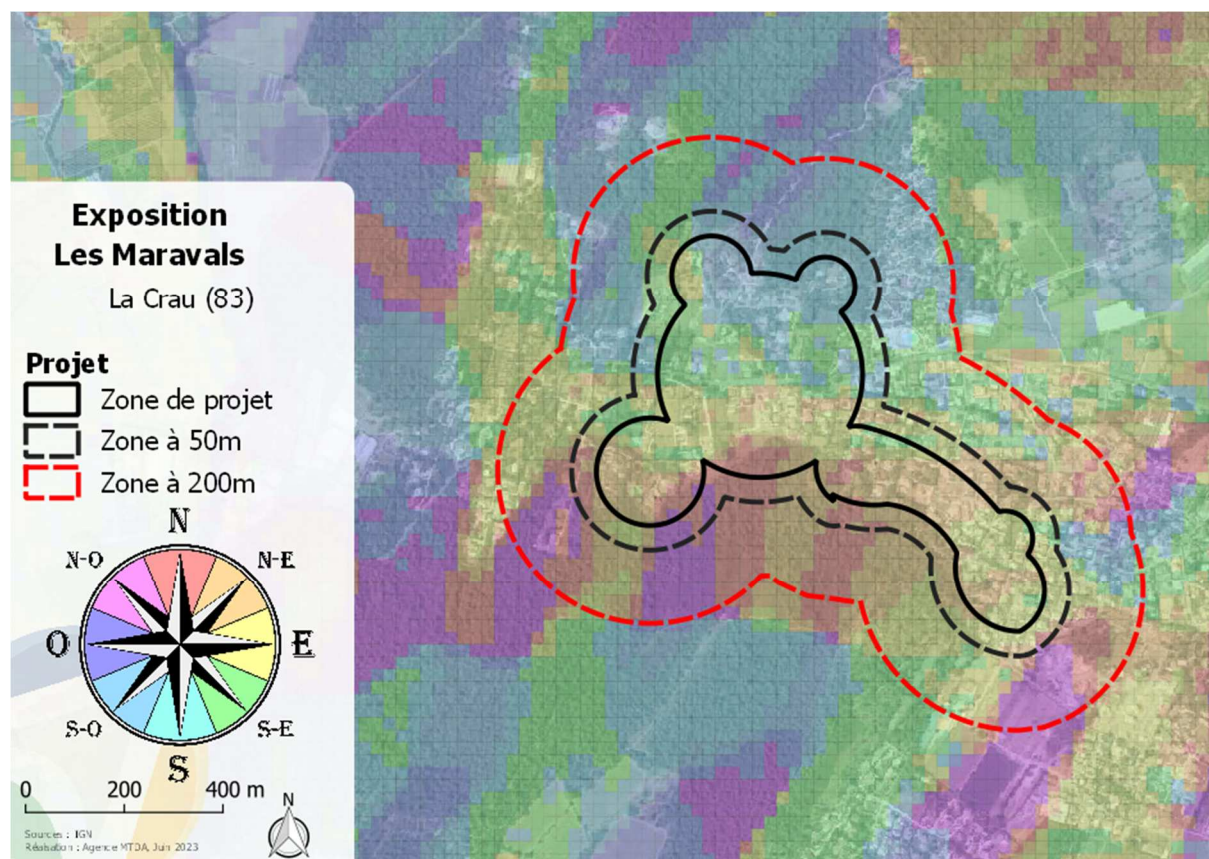 Exposition
Les Maravals
La Crau (83)
Projet
Zone de projet
Zone à 50m
Zone à 200m
N
N-O N-E
O E
S-O S-E
S
0 200 400 m
N
Sources : IGN
Réalisation : Agence MTDA, Juin 2023